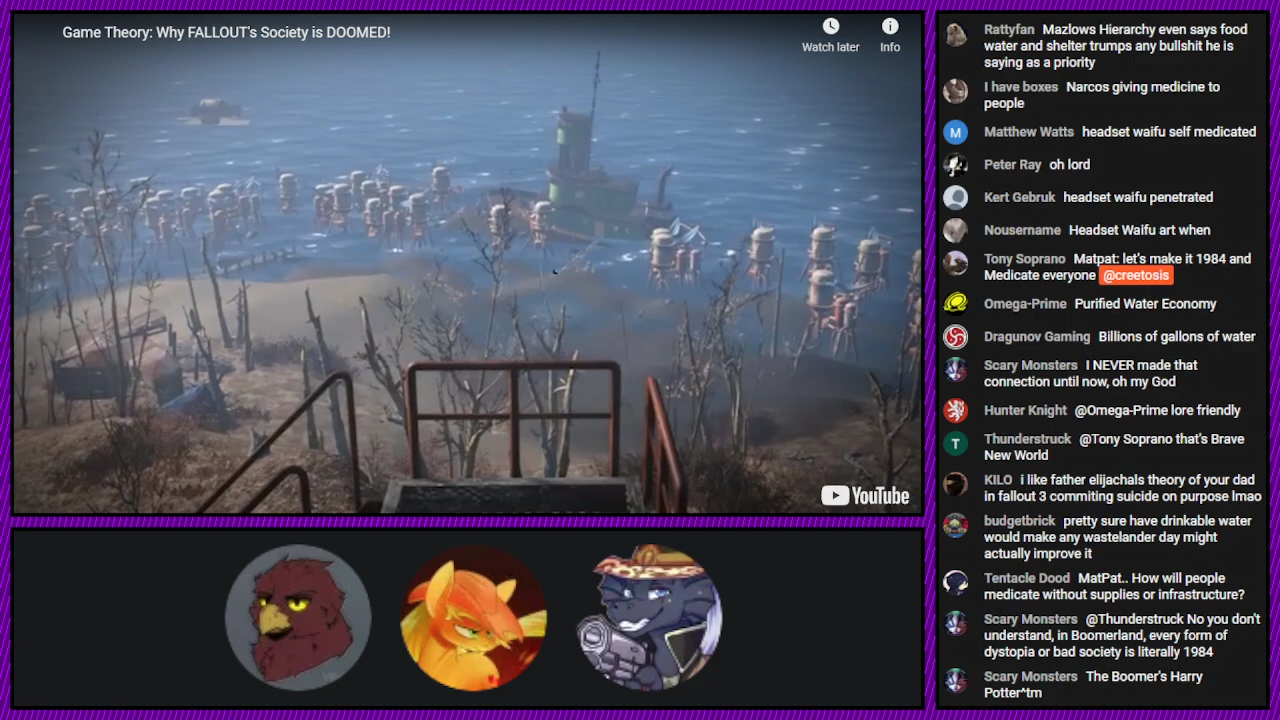 Game Theory: Why FALLOUT's Society is DOOMED!
Watch later
Info
YouTube
Rattyfan Mazlows Hierarchy even says food
water and shelter trumps any bullshit he is
saying as a priority
I have boxes Narcos giving medicine to
people
M
Matthew Watts headset waifu self medicated
Peter Ray oh lord
Kert Gebruk headset waifu penetrated
Nousername Headset Waifu art when
Tony Soprano Matpat: let's make it 1984 and
Medicate everyone @creetosis
Omega-Prime Purified Water Economy
Dragunov Gaming Billions of gallons of water
Scary Monsters I NEVER made that
connection until now, oh my God
Hunter Knight @Omega-Prime lore friendly
T
Thunderstruck @Tony Soprano that's Brave
New World
KILO i like father elijachals theory of your dad
in fallout 3 commiting suicide on purpose lmao
budgetbrick pretty sure have drinkable water
would make any wastelander day might
actually improve it
Tentacle Dood MatPat.. How will people
medicate without supplies or infrastructure?
Scary Monsters @Thunderstruck No you don't
understand, in Boomerland, every form of
dystopia or bad society is literally 1984
Scary Monsters The Boomer's Harry
Potter^tm